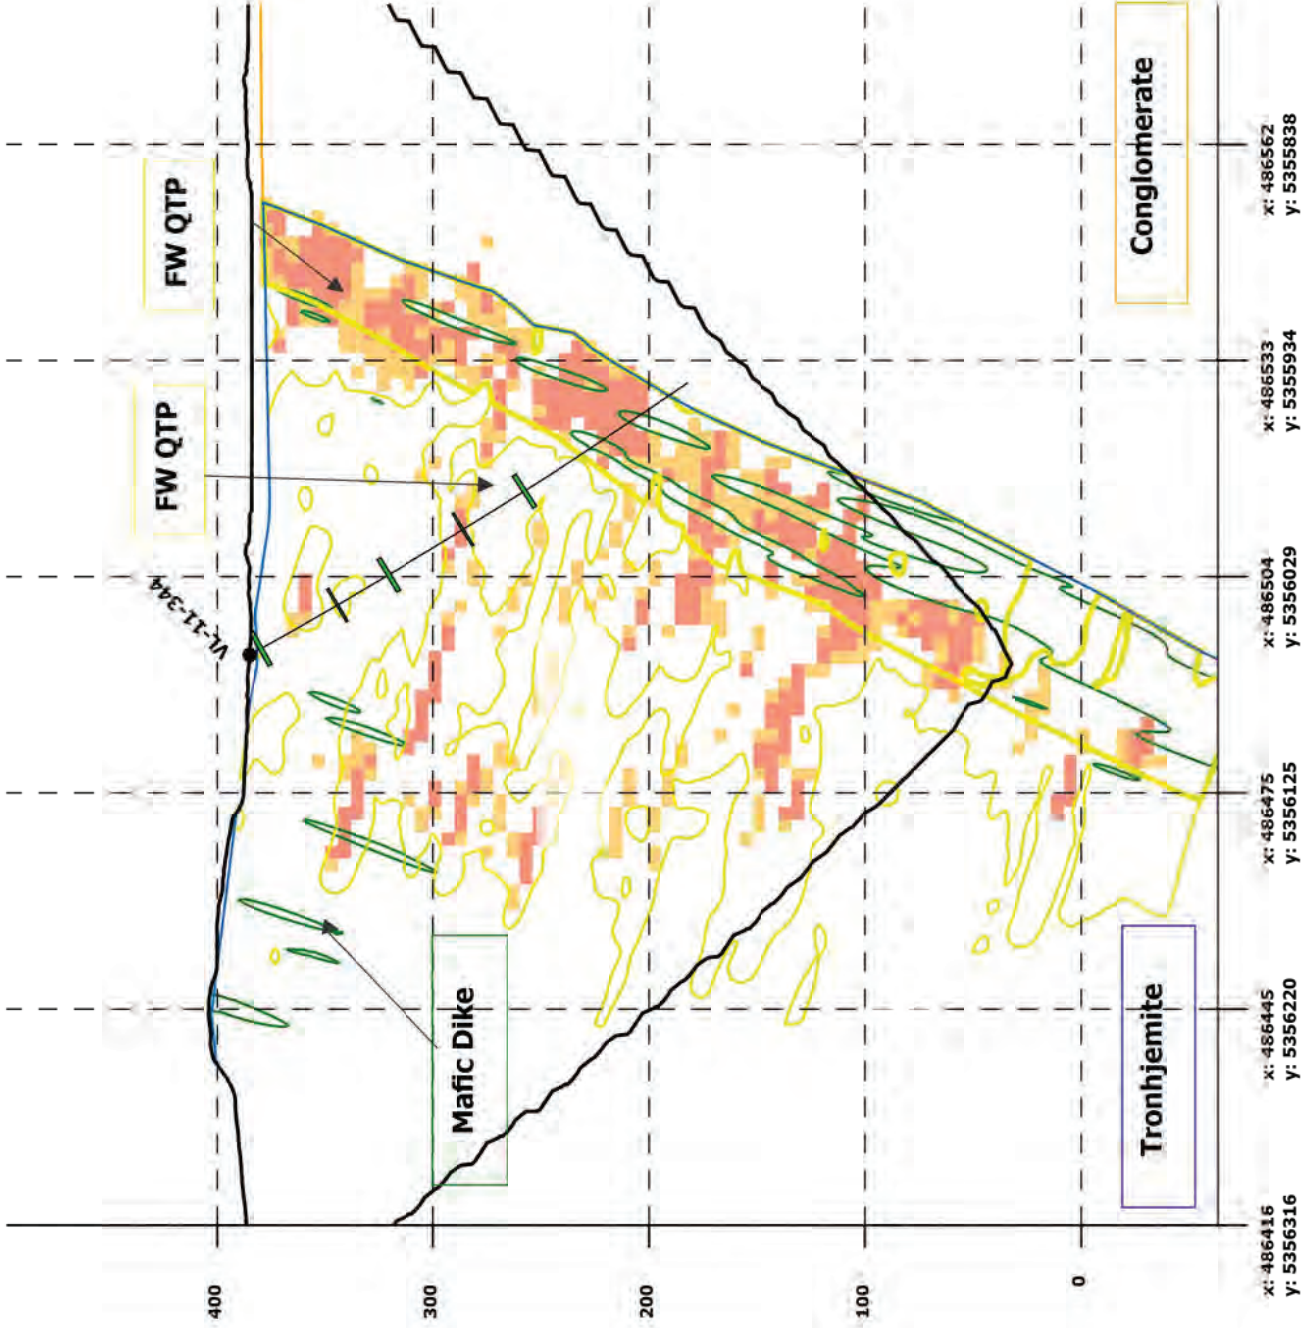 400
300
200
100
0
VL-11-344
FW QTP
FW QTP
Mafic Dike
Tronhjemite
Conglomerate
x: 486416
y: 5356316
x: 486445
y: 5356220
x: 486475
y: 5356125
x: 486504
y: 5356029
x: 486533
y: 5355934
x: 486562
y: 5355838